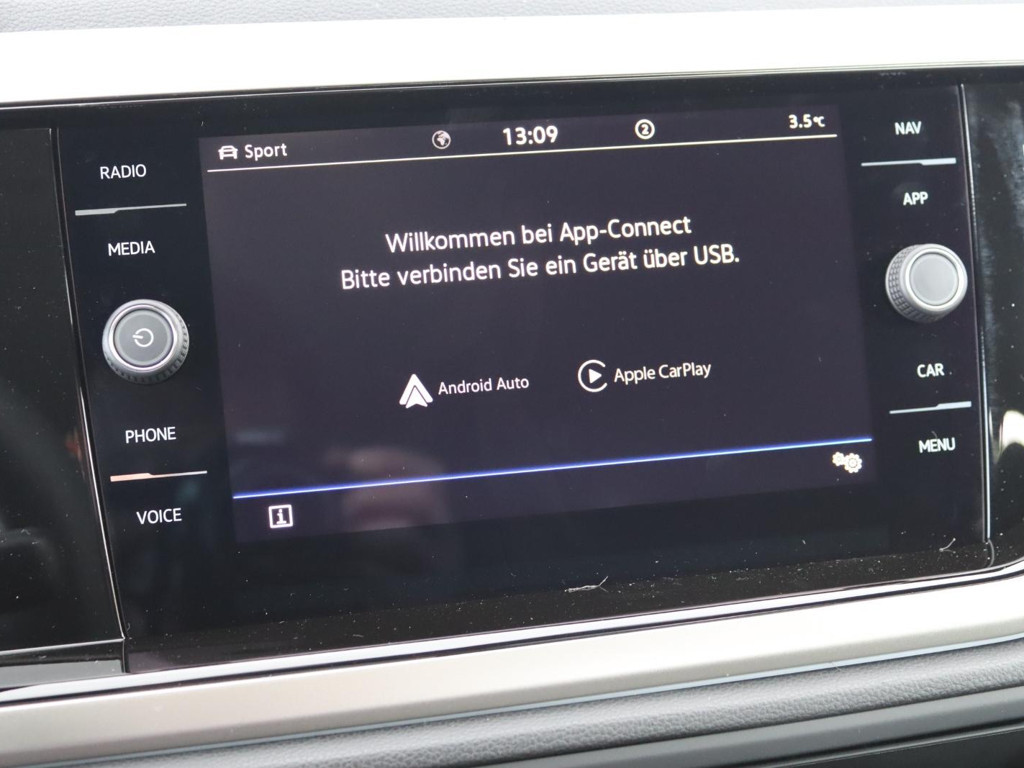 Sport
13:09
2
3.5°C
RADIO
MEDIA
PHONE
VOICE
Willkommen bei App-Connect
Bitte verbinden Sie ein Gerät über USB.
Android Auto
Apple CarPlay
i
NAV
APP
CAR
MENU